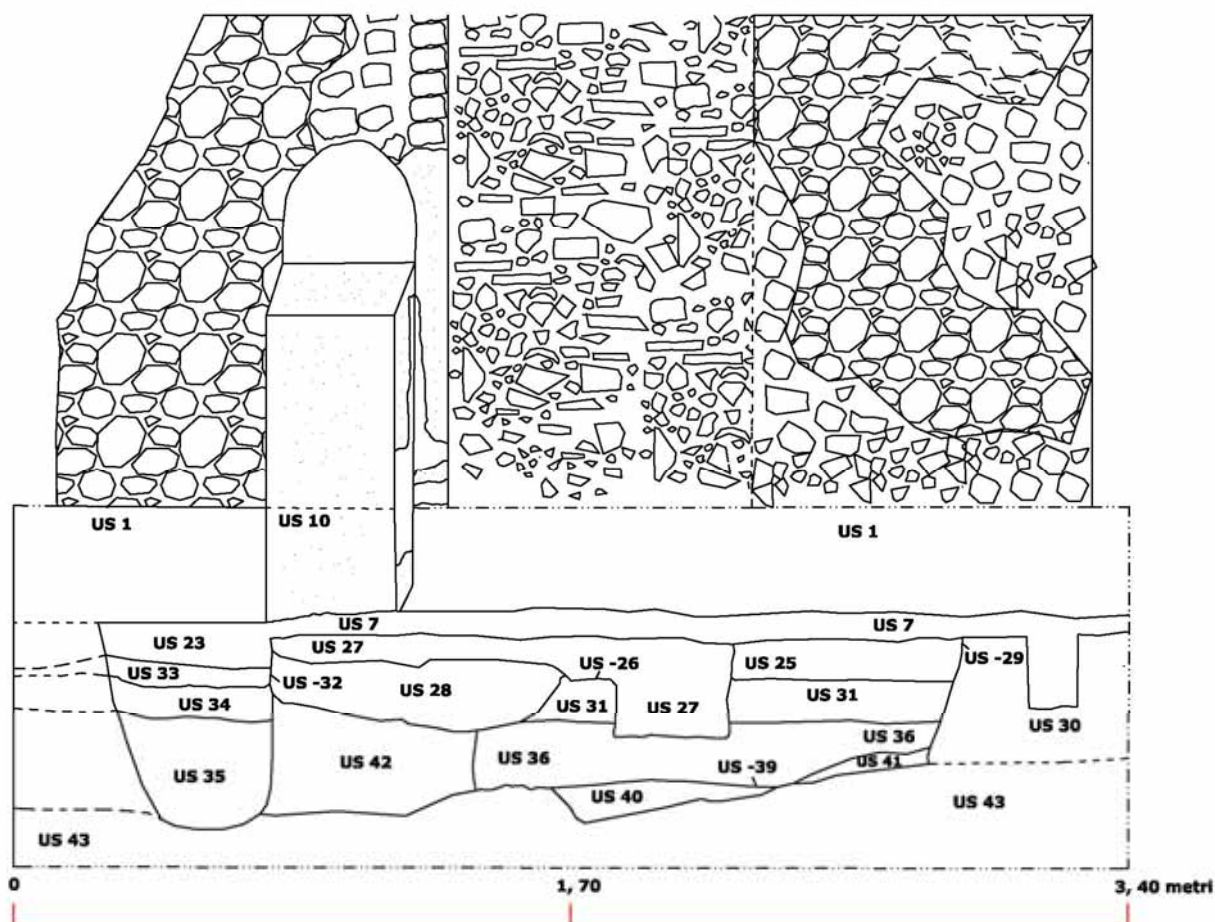 US 1
US 10
US 1
US 7
US 7
US 23
US 27
US -26
US 25
US -29
US 33
US -32
US 28
US 31
US 31
US 34
US 27
US 30
US 35
US 42
US 36
US -39
US 36
US 41
US 40
US 43
US 43
0
1, 70
3, 40 metri